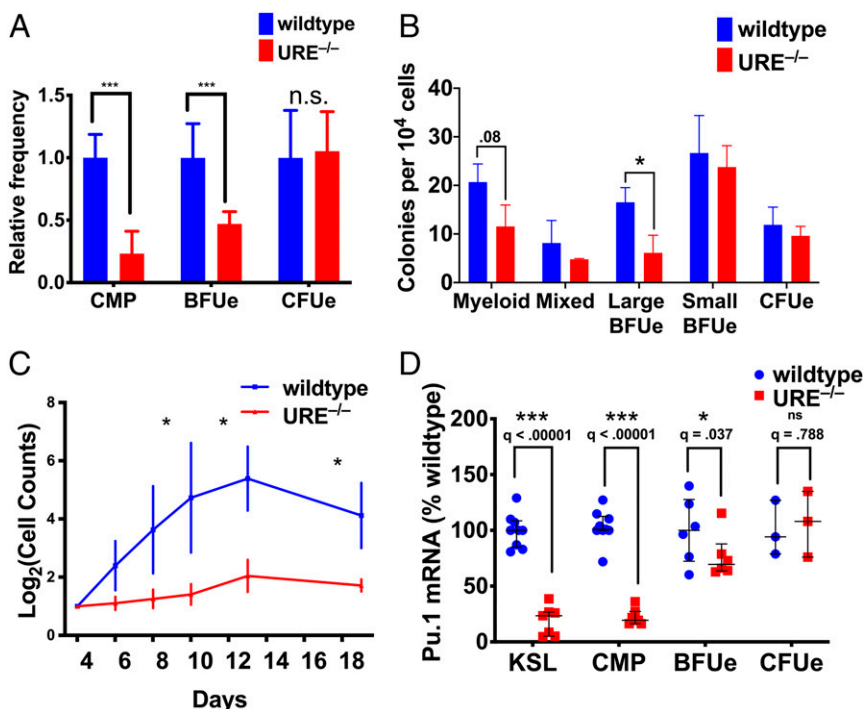 A
wildtype
URE–/–
Relative frequency
1.5
1.0
0.5
0.0
***
***
n.s.
CMP
BFUe
CFUe
B
wildtype
URE–/–
Colonies per 10⁴ cells
40
30
20
10
0
.08
*
Myeloid
Mixed
Large
BFUe
Small
BFUe
CFUe
C
wildtype
URE–/–
Log₂(Cell Counts)
8
6
4
2
0
*
*
*
4 6 8 10 12 14 16 18
Days
D
wildtype
URE–/–
Pu.1 mRNA (% wildtype)
200
150
100
50
0
***
q < .00001
***
q < .00001
*
q = .037
ns
q = .788
KSL
CMP
BFUe
CFUe